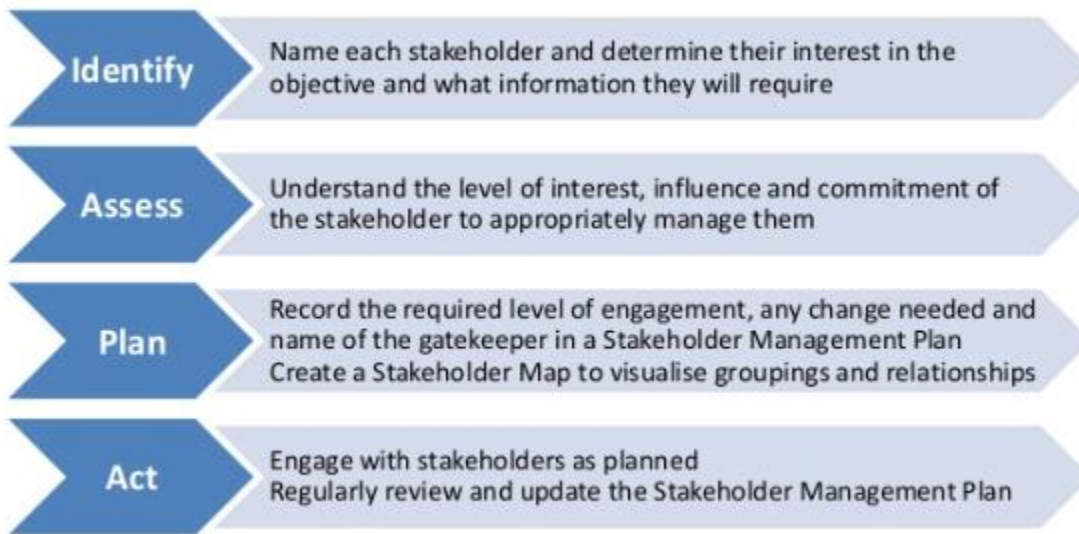 Identify
Name each stakeholder and determine their interest in the
objective and what information they will require
Assess
Understand the level of interest, influence and commitment of
the stakeholder to appropriately manage them
Plan
Record the required level of engagement, any change needed and
name of the gatekeeper in a Stakeholder Management Plan
Create a Stakeholder Map to visualise groupings and relationships
Act
Engage with stakeholders as planned
Regularly review and update the Stakeholder Management Plan